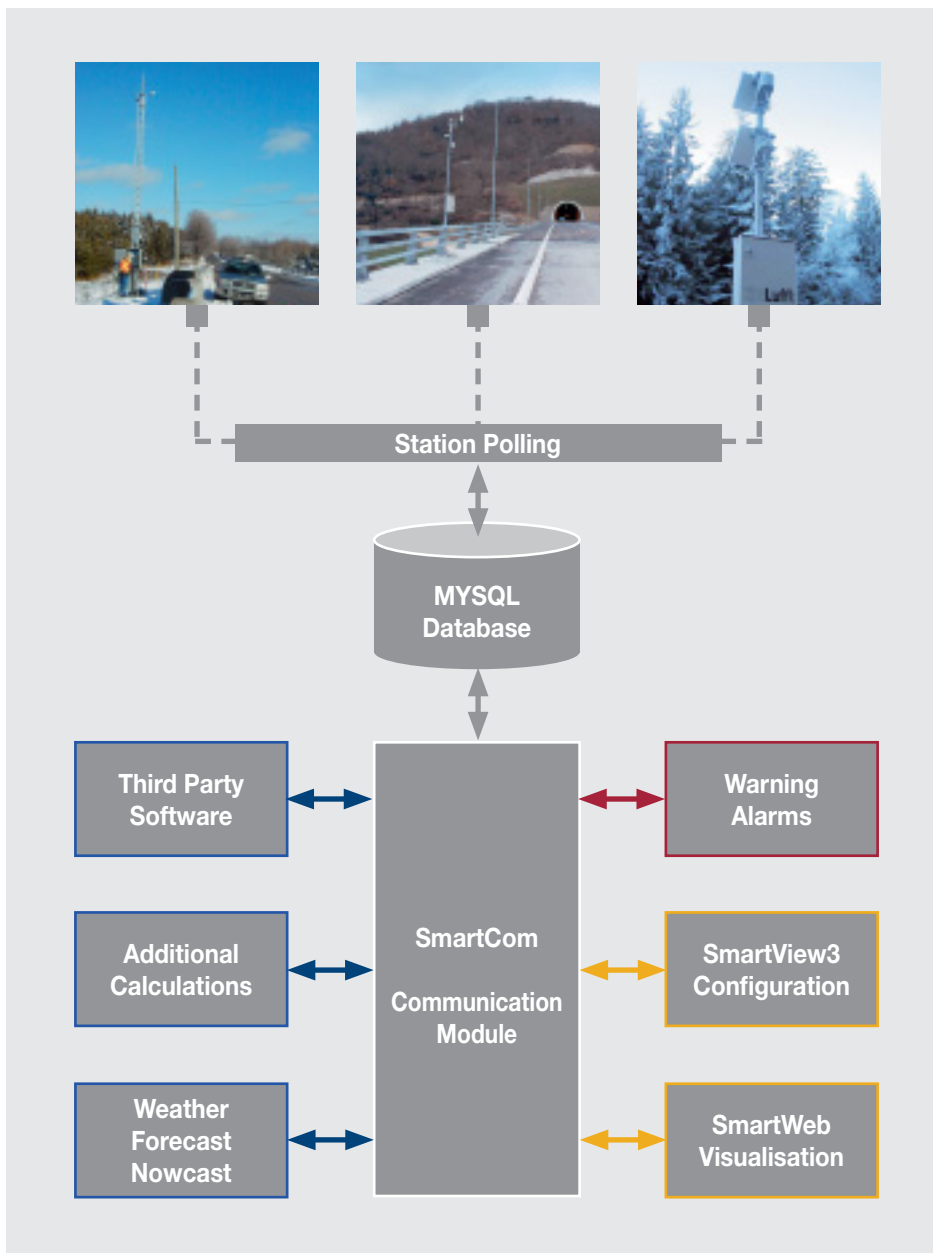 Lufft
Station Polling
MYSQL
Database
Third Party
Software
Warning
Alarms
Additional
Calculations
SmartCom
Communication
Module
SmartView3
Configuration
Weather
Forecast
Nowcast
SmartWeb
Visualisation